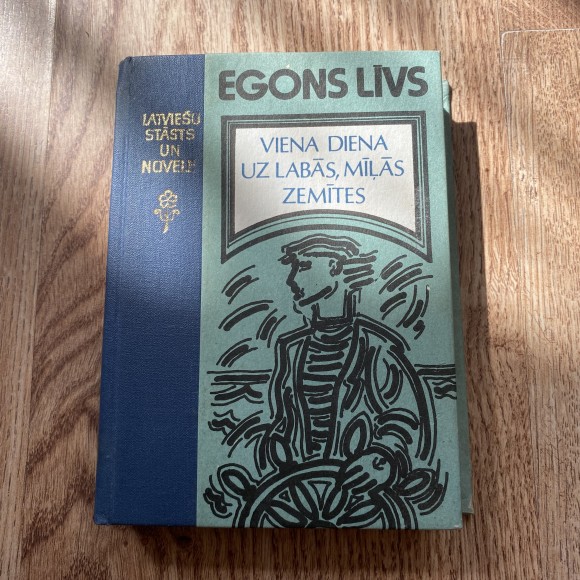 EGONS LĪVS
VIENA DIENA
UZ LABĀS, MĪĻĀS
ZEMĪTES
LATVIEŠU
STĀSTS
UN
NOVELE